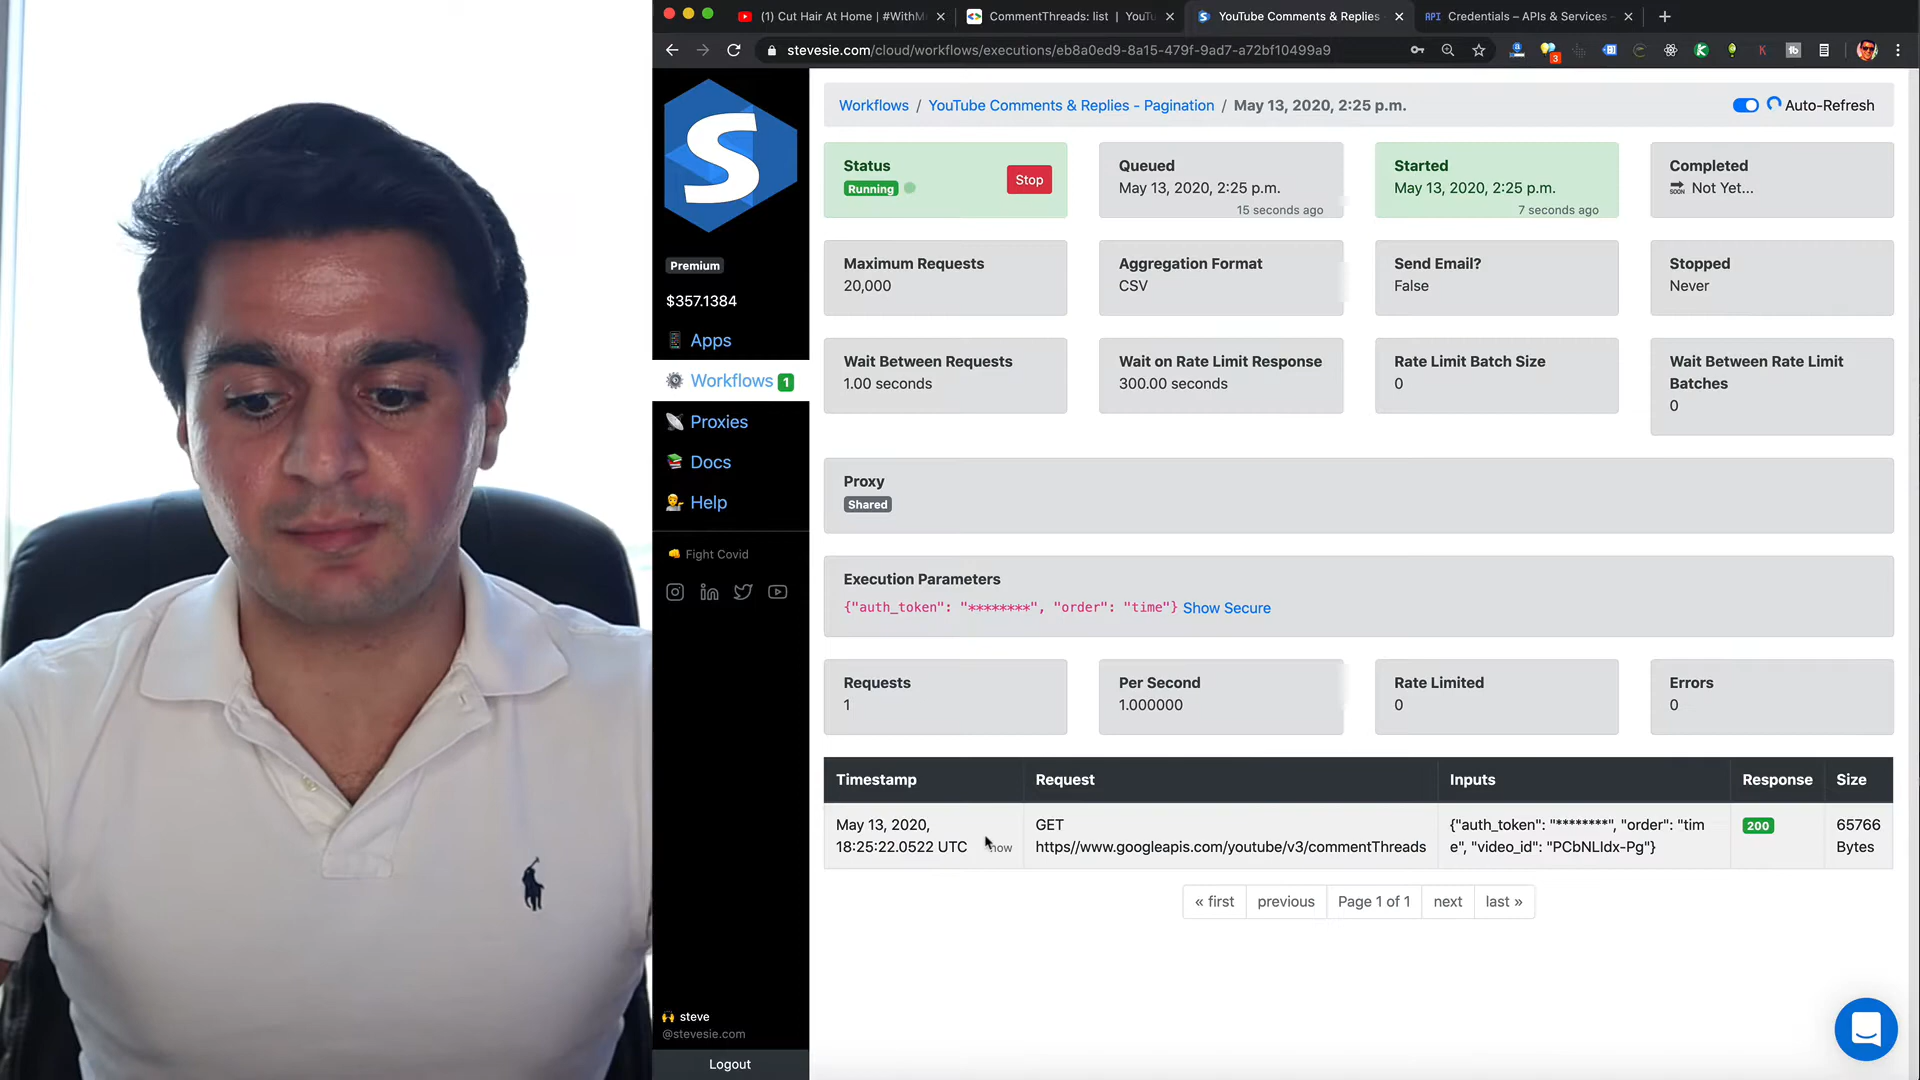 (1) Cut Hair At Home | #WithM
CommentThreads: list | YouTu
YouTube Comments & Replies
API Credentials – APIs & Services
stevesie.com/cloud/workflows/executions/eb8a0ed9-8a15-479f-9ad7-a72bf10499a9
3
S
Premium
$357.1384
Apps
Workflows 1
Proxies
Docs
Help
Fight Covid
steve
@stevesie.com
Logout
Workflows / YouTube Comments & Replies - Pagination / May 13, 2020, 2:25 p.m.
Auto-Refresh
Status
Running
Stop
Queued
May 13, 2020, 2:25 p.m.
15 seconds ago
Started
May 13, 2020, 2:25 p.m.
7 seconds ago
Completed
SOON Not Yet...
Maximum Requests
20,000
Aggregation Format
CSV
Send Email?
False
Stopped
Never
Wait Between Requests
1.00 seconds
Wait on Rate Limit Response
300.00 seconds
Rate Limit Batch Size
0
Wait Between Rate Limit
Batches
0
Proxy
Shared
Execution Parameters
{"auth_token": "********", "order": "time"} Show Secure
Requests
1
Per Second
1.000000
Rate Limited
0
Errors
0
Timestamp Request Inputs Response Size
May 13, 2020,
18:25:22.0522 UTC now
GET
https//www.googleapis.com/youtube/v3/commentThreads
{"auth_token": "********", "order": "tim
e", "video_id": "PCbNLIdx-Pg"}
200
65766
Bytes
« first previous Page 1 of 1 next last »